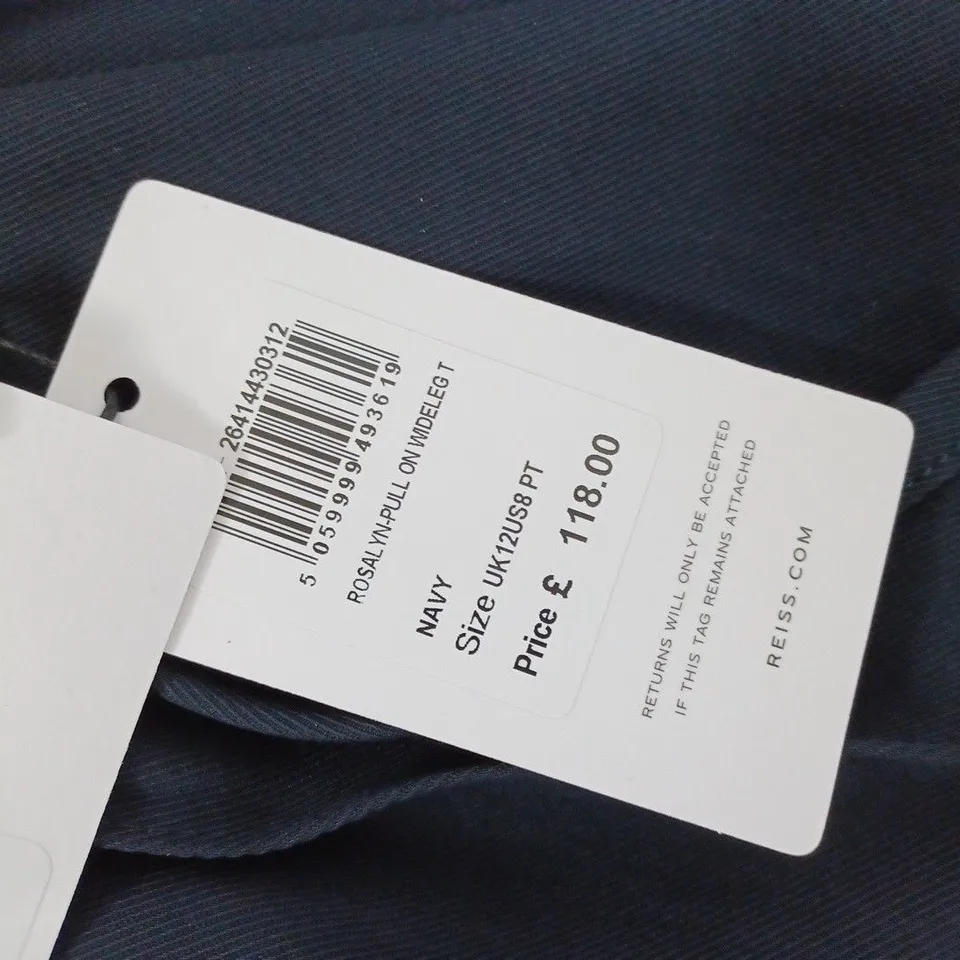 - 26414430312
5 059999 493619
ROSALYN-PULL ON WIDELEG T
NAVY
Size UK12US8 PT
Price £ 118.00
RETURNS WILL ONLY BE ACCEPTED
IF THIS TAG REMAINS ATTACHED
REISS.COM